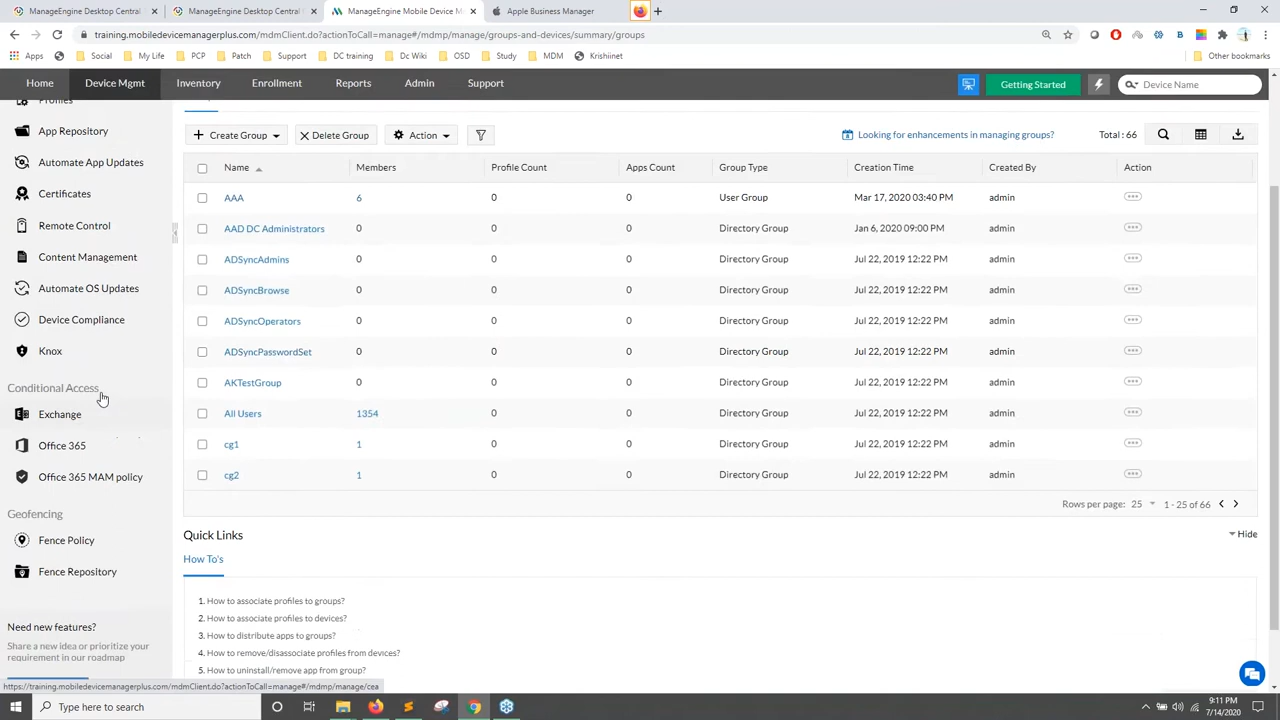 ManageEngine Desktop Central
ManageEngine Desktop Central
ManageEngine Mobile Device M
Apple Business Manager
training.mobiledevicemanagerplus.com/mdmClient.do?actionToCall=manage#/mdmp/manage/groups-and-devices/summary/groups
Apps
Social
My Life
PCP
Patch
Support
DC training
Dc Wiki
OSD
Study
MDM
Krishiinet
Other bookmarks
Home
Device Mgmt
Inventory
Enrollment
Reports
Admin
Support
Getting Started
Device Name
Profiles
App Repository
Automate App Updates
Certificates
Remote Control
Content Management
Automate OS Updates
Device Compliance
Knox
Conditional Access
Exchange
Office 365
Office 365 MAM policy
Geofencing
Fence Policy
Fence Repository
Need new features?
Share a new idea or prioritize your
requirement in our roadmap
Create Group
Delete Group
Action
Looking for enhancements in managing groups?
Total : 66
Name Members Profile Count Apps Count Group Type Creation Time Created By Action
AAA 6 0 0 User Group Mar 17, 2020 03:40 PM admin
AAD DC Administrators 0 0 0 Directory Group Jan 6, 2020 09:00 PM admin
ADSyncAdmins 0 0 0 Directory Group Jul 22, 2019 12:22 PM admin
ADSyncBrowse 0 0 0 Directory Group Jul 22, 2019 12:22 PM admin
ADSyncOperators 0 0 0 Directory Group Jul 22, 2019 12:22 PM admin
ADSyncPasswordSet 0 0 0 Directory Group Jul 22, 2019 12:22 PM admin
AKTestGroup 0 0 0 Directory Group Jul 22, 2019 12:22 PM admin
All Users 1354 0 0 Directory Group Jul 22, 2019 12:22 PM admin
cg1 1 0 0 Directory Group Jul 22, 2019 12:22 PM admin
cg2 1 0 0 Directory Group Jul 22, 2019 12:22 PM admin
Rows per page: 25
1 - 25 of 66
Quick Links
Hide
How To's
1. How to associate profiles to groups?
2. How to associate profiles to devices?
3. How to distribute apps to groups?
4. How to remove/disassociate profiles from devices?
5. How to uninstall/remove app from group?
https://training.mobiledevicemanagerplus.com/mdmClient.do?actionToCall=manage#/mdmp/manage/cea
Type here to search
9:11 PM
7/14/2020